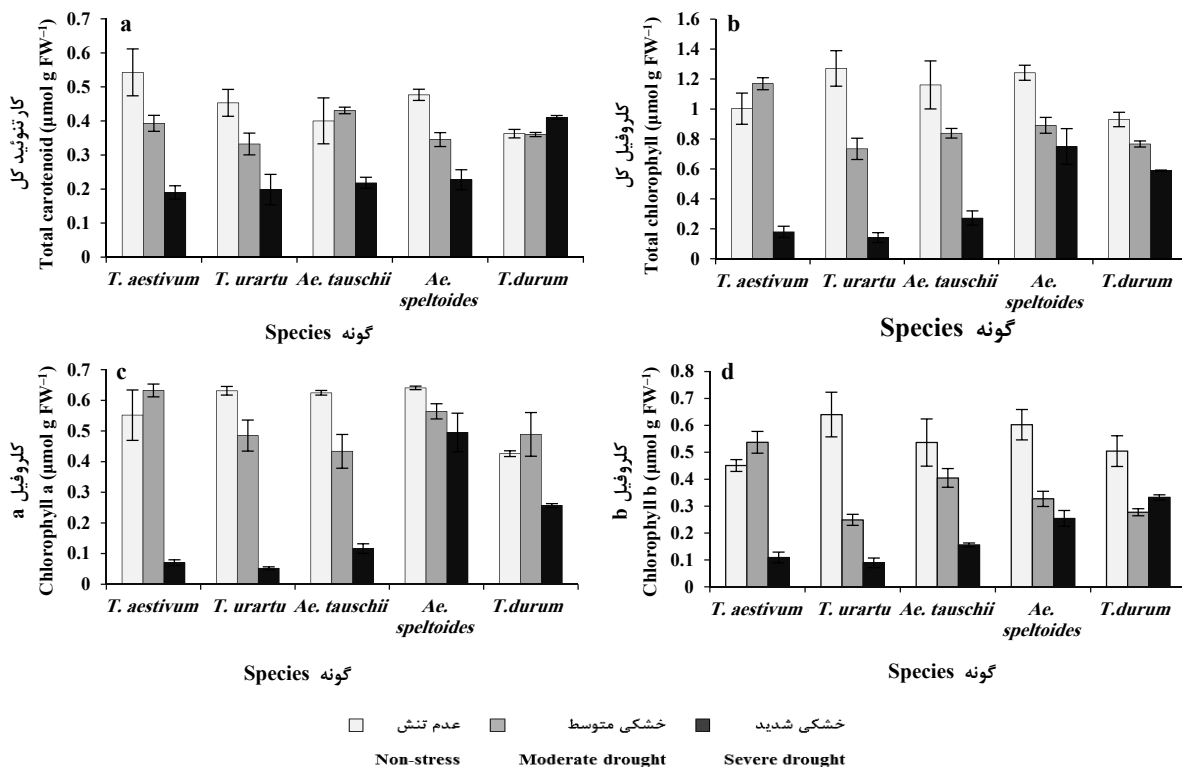 a
کارتنوئید کل
Total carotenoid (µmol g FW⁻¹)
0.7
0.6
0.5
0.4
0.3
0.2
0.1
0
T. aestivum T. urartu Ae. tauschii Ae. speltoides T.durum
Species گونه
b
کلروفیل کل
Total chlorophyll (µmol g FW⁻¹)
1.6
1.4
1.2
1.0
0.8
0.6
0.4
0.2
0
T. aestivum T. urartu Ae. tauschii Ae. speltoides T.durum
Species گونه
c
کلروفیل a
Chlorophyll a (µmol g FW⁻¹)
0.7
0.6
0.5
0.4
0.3
0.2
0.1
0
T. aestivum T. urartu Ae. tauschii Ae. speltoides T.durum
Species گونه
d
کلروفیل b
Chlorophyll b (µmol g FW⁻¹)
0.8
0.7
0.6
0.5
0.4
0.3
0.2
0.1
0
T. aestivum T. urartu Ae. tauschii Ae. speltoides T.durum
Species گونه
عدم تنش خشکی متوسط خشکی شدید
Non-stress Moderate drought Severe drought